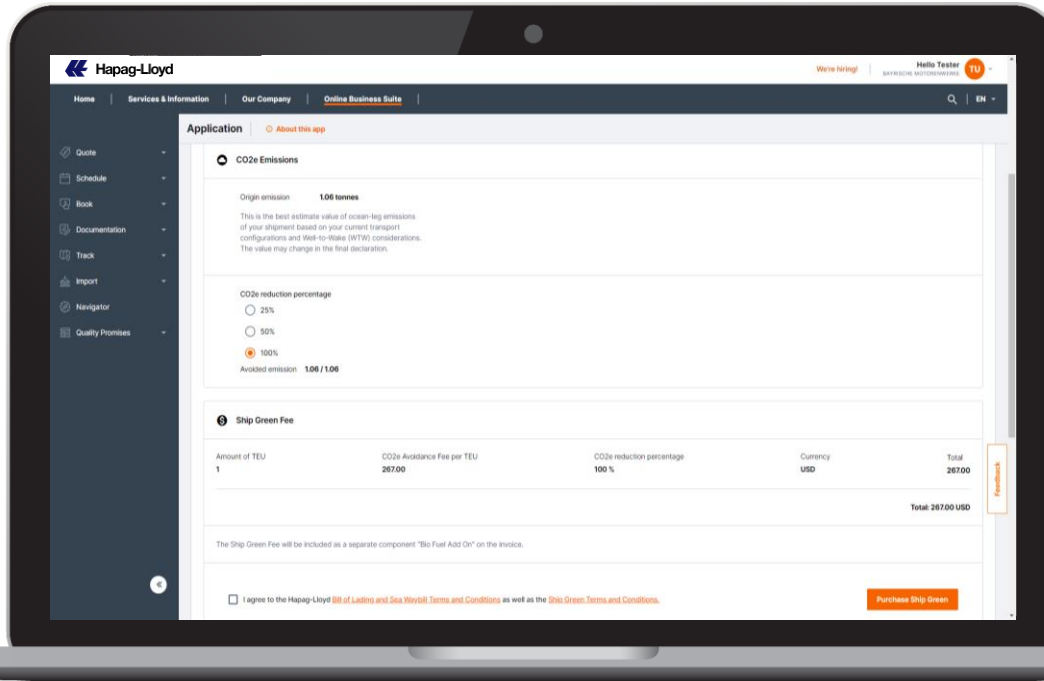 Hapag-Lloyd
We're hiring!
Hello Tester
BAYRISCHE MOTORENWERKE
TU
Home
Services & Information
Our Company
Online Business Suite
EN
Application
About this app
Quote
Schedule
Book
Documentation
Track
Import
Navigator
Quality Promises
CO2e Emissions
Origin emission 1.06 tonnes
This is the best estimate value of ocean-leg emissions
of your shipment based on your current transport
configurations and Well-to-Wake (WTW) considerations.
The value may change in the final declaration.
CO2e reduction percentage
25%
50%
100%
Avoided emission 1.06 / 1.06
Ship Green Fee
Amount of TEU CO2e Avoidance Fee per TEU CO2e reduction percentage Currency Total
1 267.00 100 % USD 267.00
Total: 267.00 USD
The Ship Green Fee will be included as a separate component "Bio Fuel Add On" on the invoice.
I agree to the Hapag-Lloyd Bill of Lading and Sea Waybill Terms and Conditions as well as the Ship Green Terms and Conditions.
Purchase Ship Green
Feedback